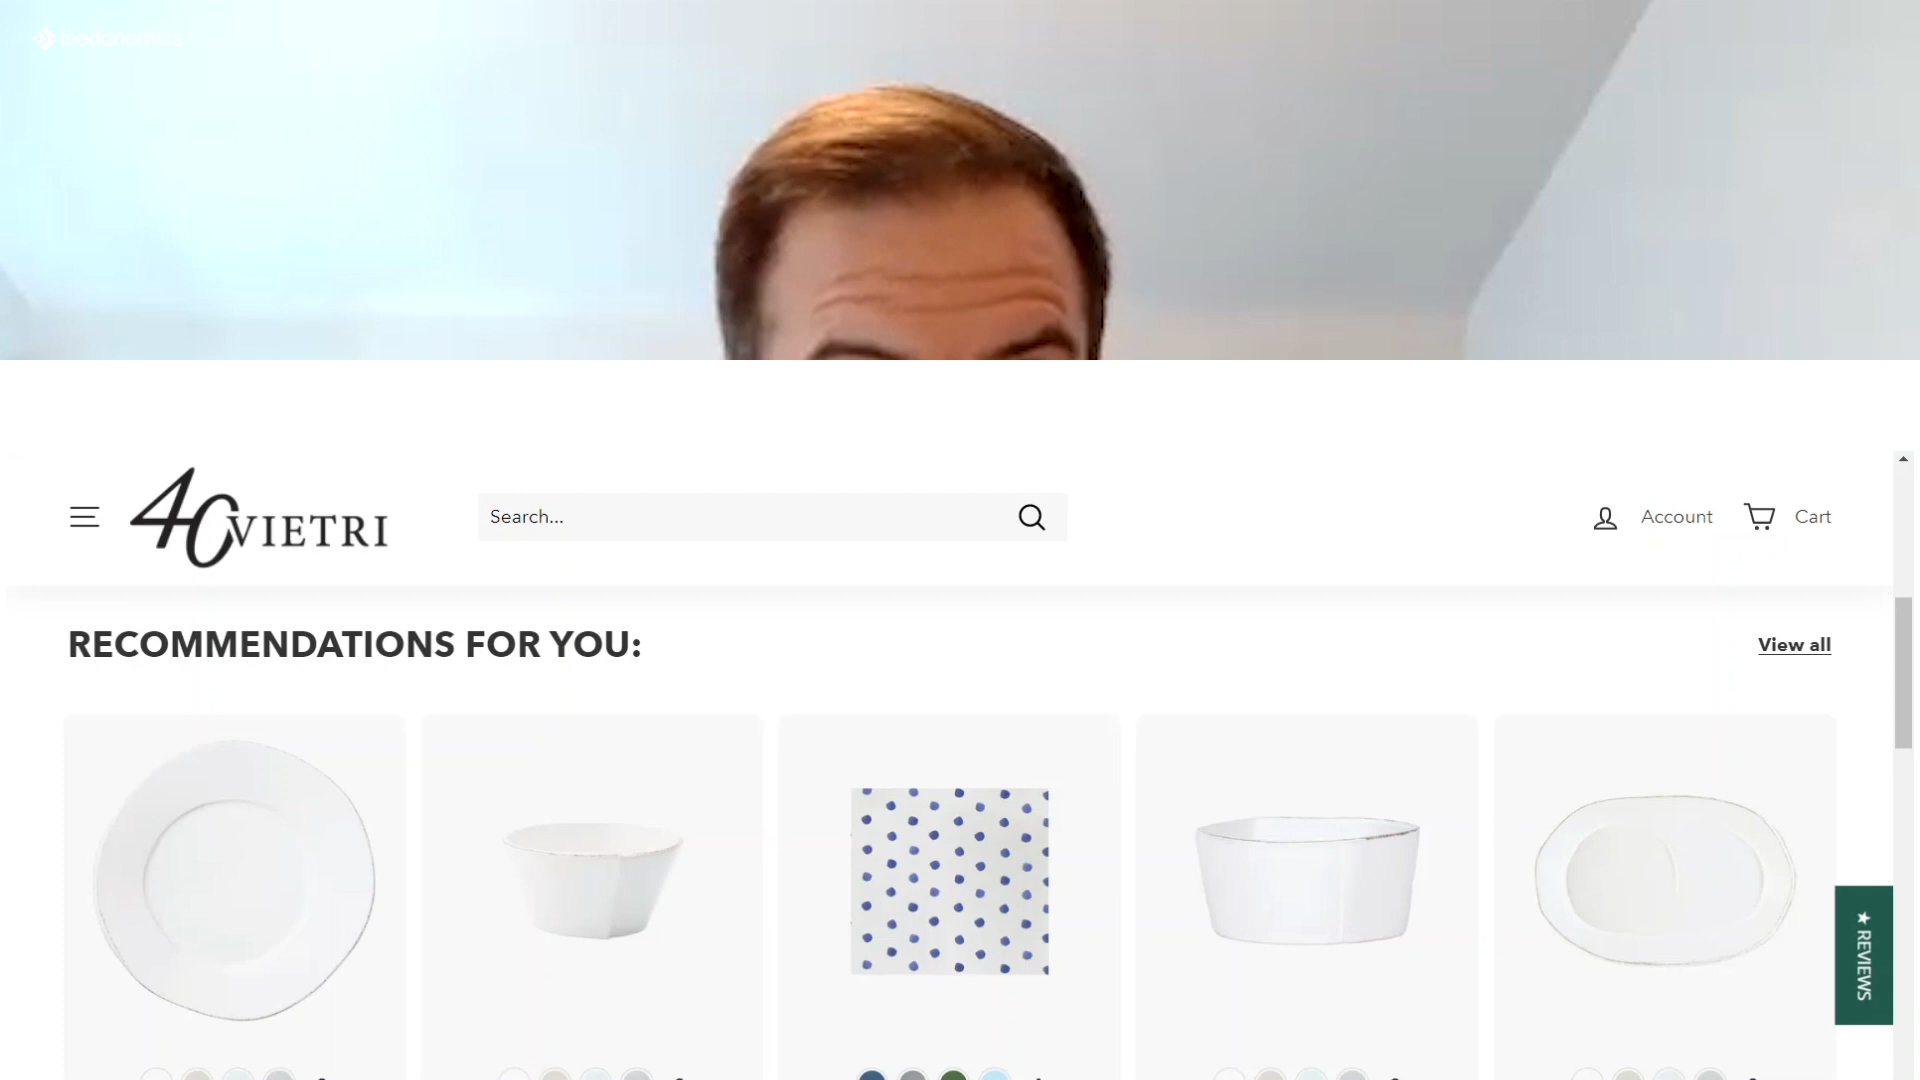 feedonomics
40 VIETRI
Search...
Account
Cart
RECOMMENDATIONS FOR YOU:
View all
★ REVIEWS